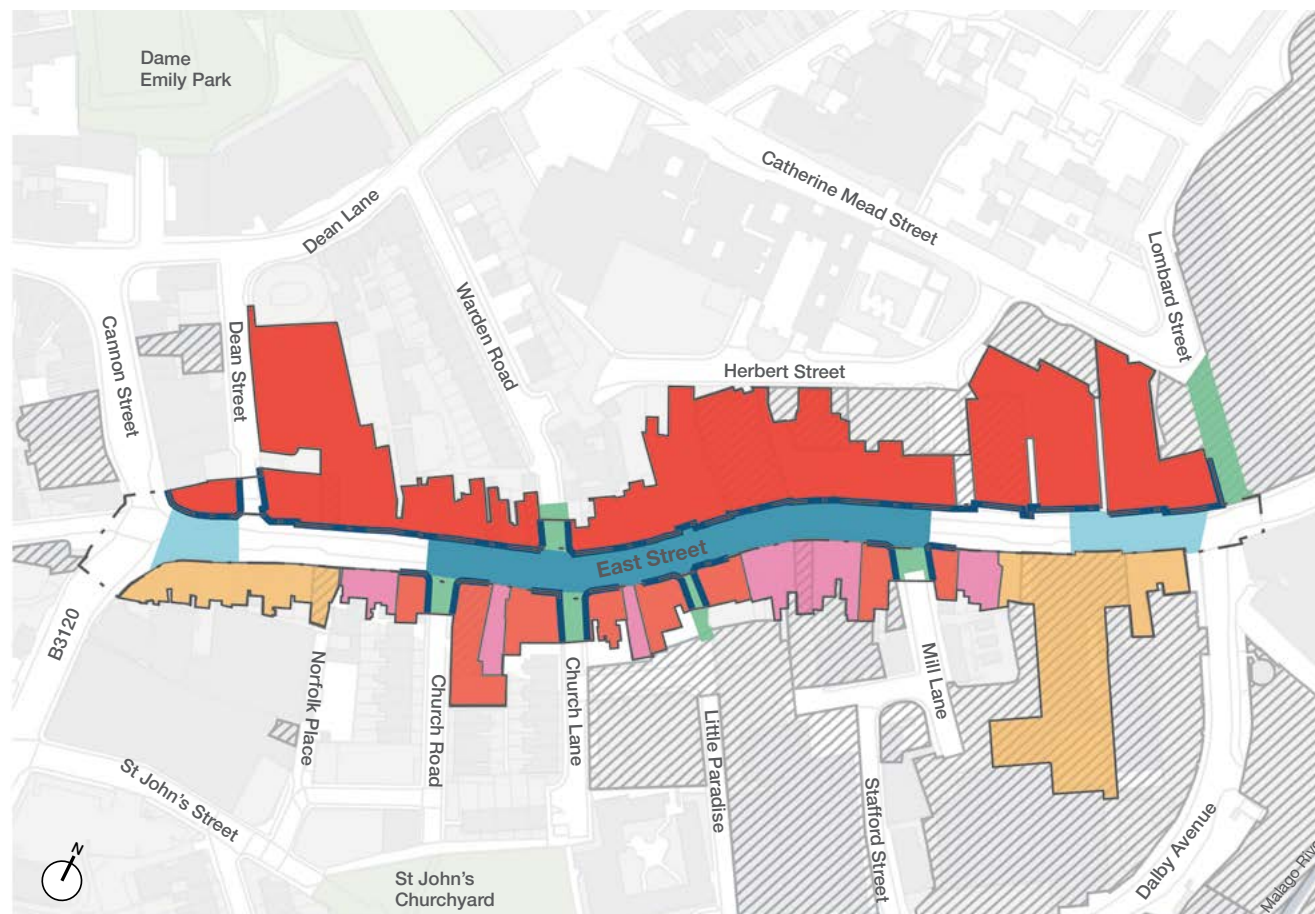 Dame
Emily Park
Dean Lane
Catherine Mead Street
Lombard Street
Cannon Street
Dean Street
Warden Road
Herbert Street
East Street
B3120
Norfolk Place
Church Road
Church Lane
Little Paradise
Mill Lane
Stafford Street
St John's Street
Dalby Avenue
N
St John's
Churchyard
Malago